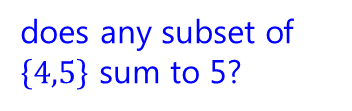 does any subset of
{4,5} sum to 5?